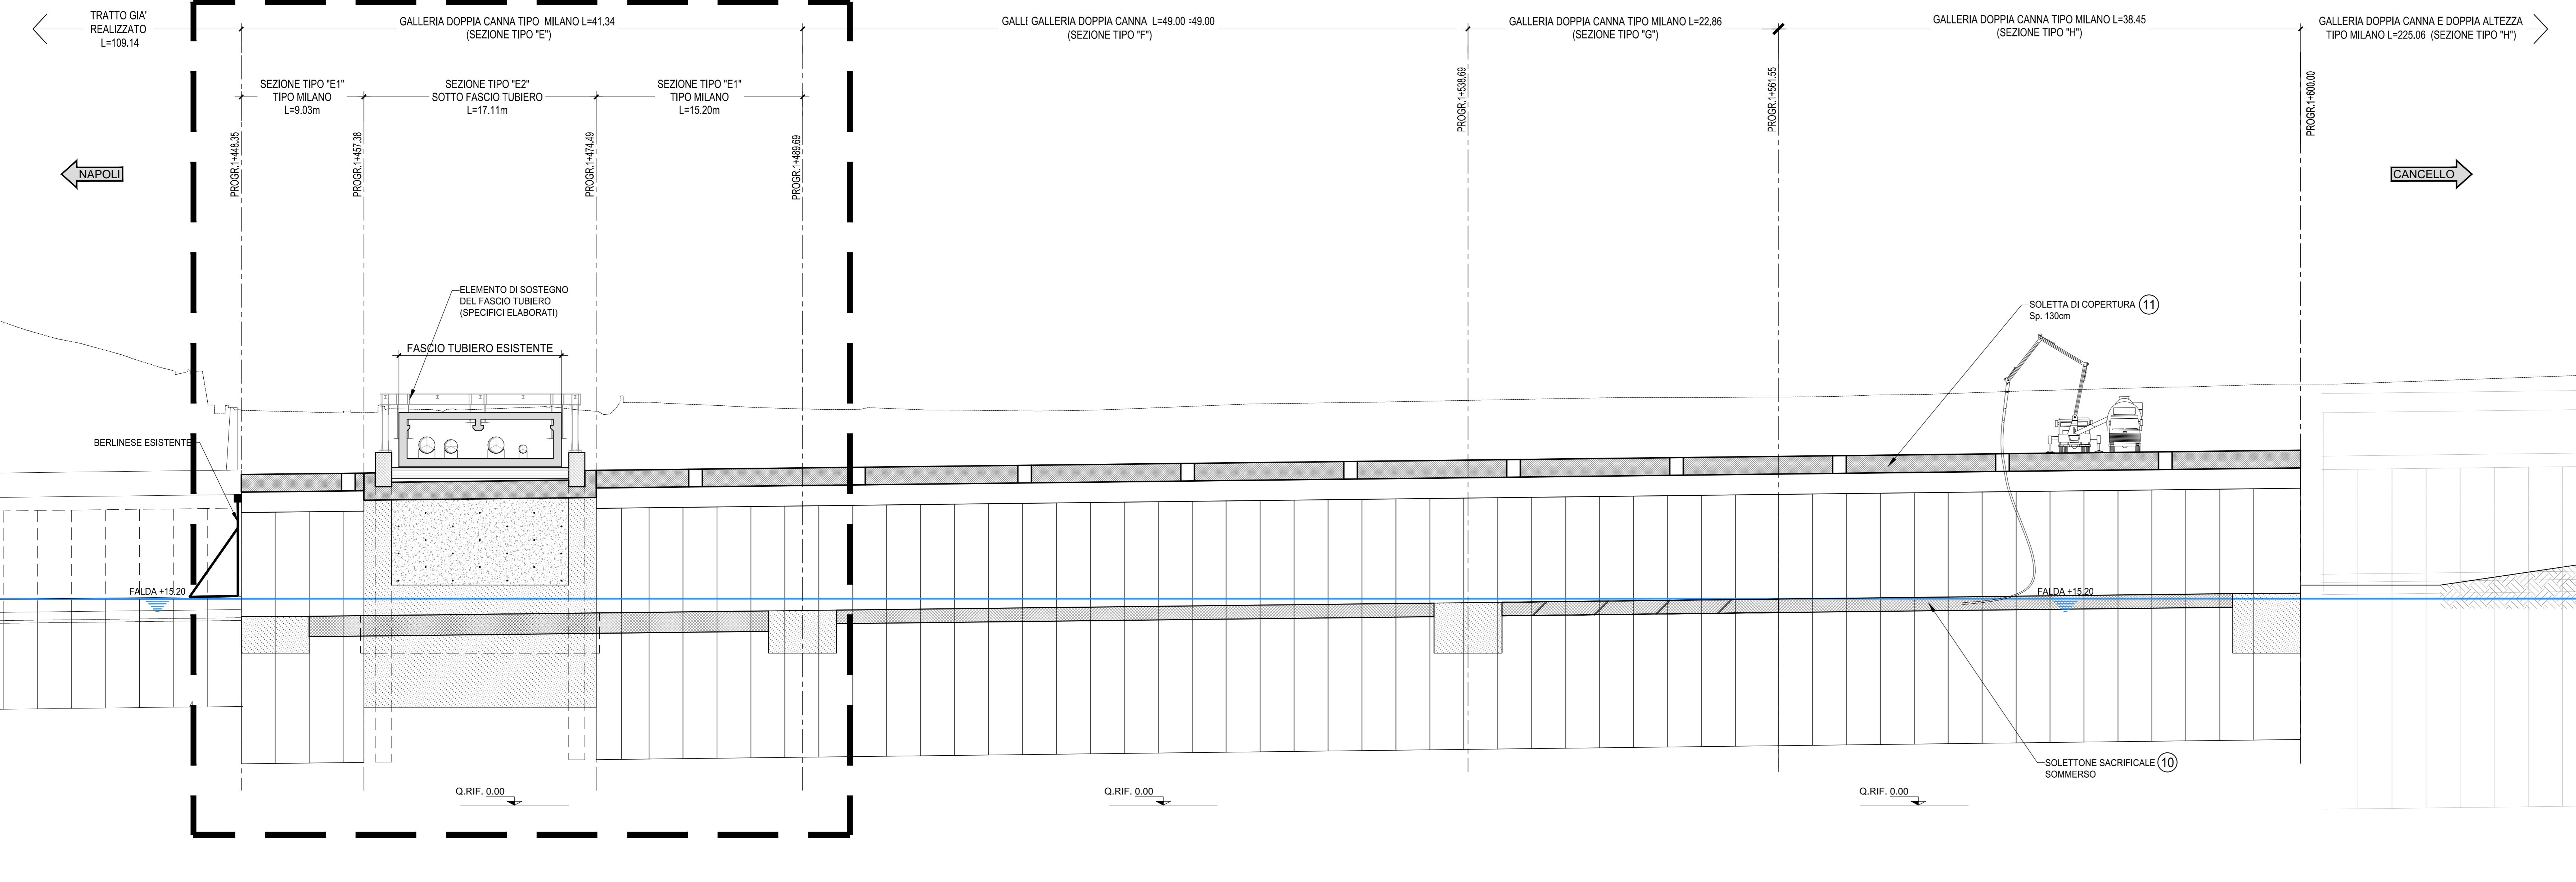 TRATTO GIA'
REALIZZATO
L=109.14
GALLERIA DOPPIA CANNA TIPO MILANO L=41.34
(SEZIONE TIPO "E")
GALLERIA DOPPIA CANNA L=49.00
(SEZIONE TIPO "F")
GALLERIA DOPPIA CANNA TIPO MILANO L=22,86
(SEZIONE TIPO "G")
GALLERIA DOPPIA CANNA TIPO MILANO L=38.45
(SEZIONE TIPO "H")
GALLERIA DOPPIA CANNA E DOPPIA ALTEZZA
TIPO MILANO L=225.06 (SEZIONE TIPO "H")
SEZIONE TIPO "E1"
TIPO MILANO
L=9.03m
SEZIONE TIPO "E2"
SOTTO FASCIO TUBIERO
L=17.11m
SEZIONE TIPO "E1"
TIPO MILANO
L=15.20m
PROGR.1+448.35
PROGR.1+457.38
PROGR.1+474.49
PROGR.1+489.69
PROGR.1+538.69
PROGR.1+561.55
PROGR.1+600.00
NAPOLI
CANCELLO
ELEMENTO DI SOSTEGNO
DEL FASCIO TUBIERO
(SPECIFICI ELABORATI)
FASCIO TUBIERO ESISTENTE
SOLETTA DI COPERTURA 11
Sp. 130cm
BERLINESE ESISTENTE
FALDA +15.20
FALDA +15.20
SOLETTONE SACRIFICALE 10
SOMMERSO
Q.RIF. 0.00
Q.RIF. 0.00
Q.RIF. 0.00